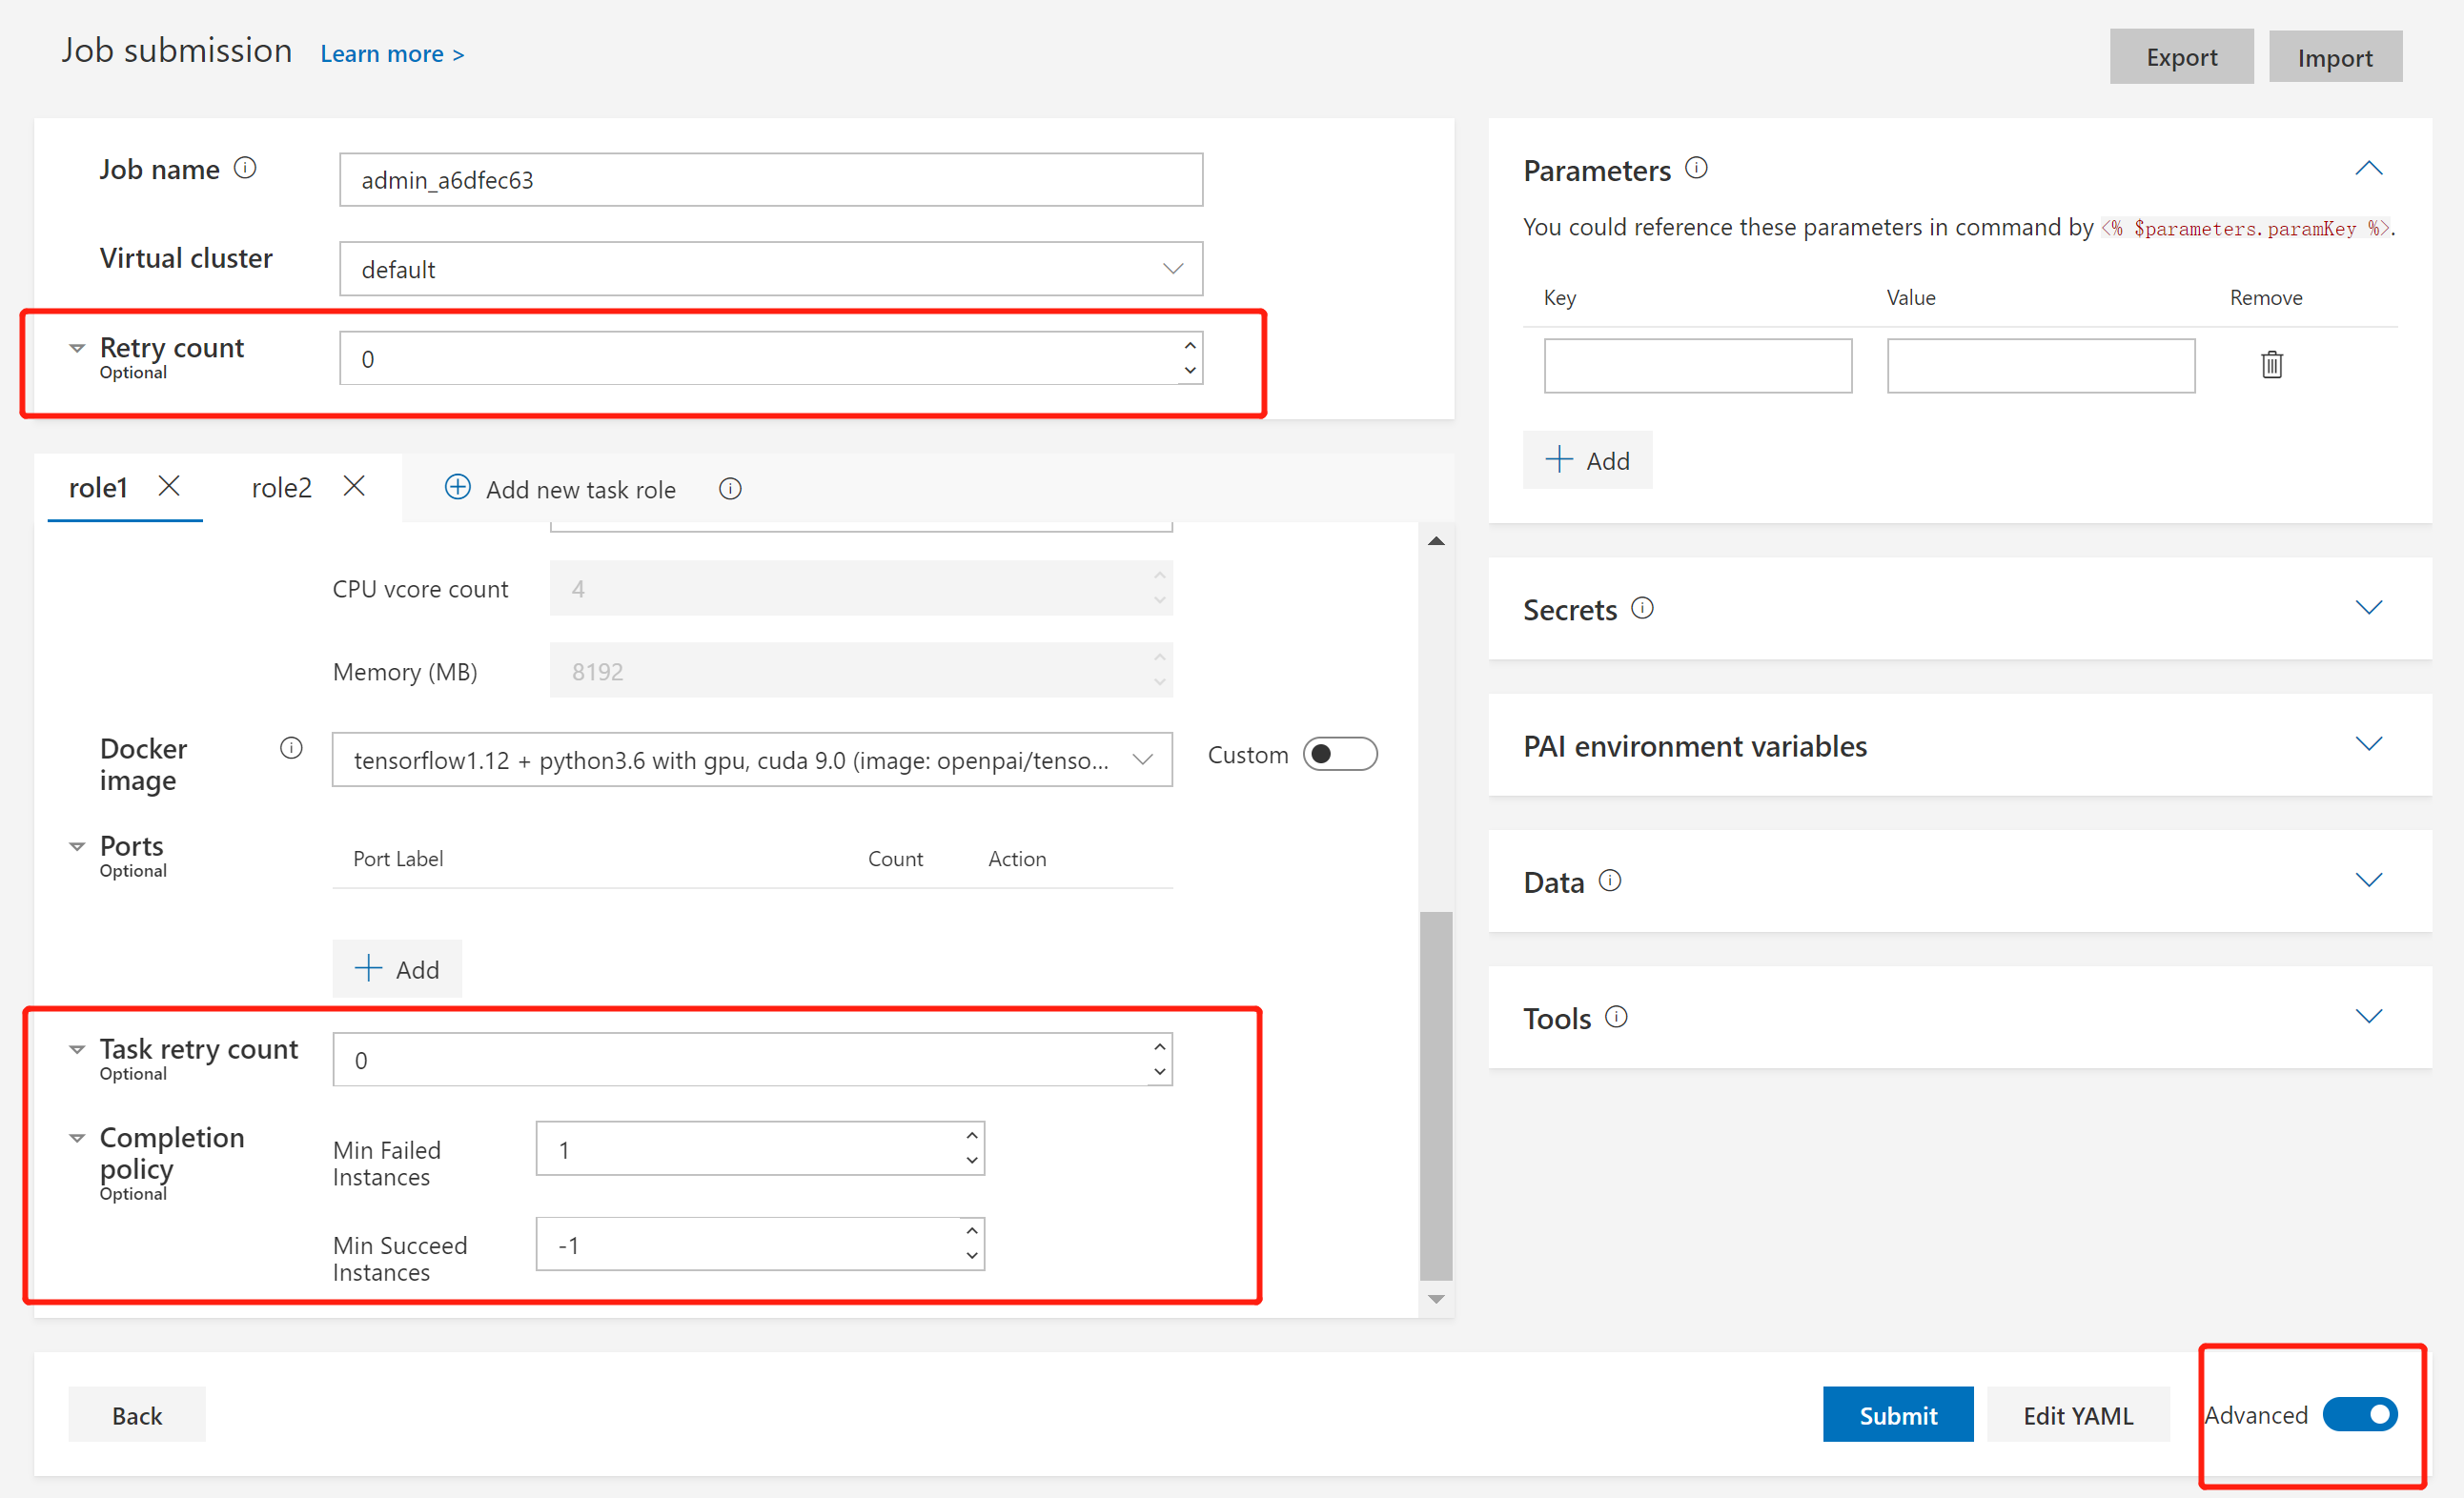 Job submission Learn more >
Export Import
Job name
admin_a6dfec63
Virtual cluster
default
Retry count
Optional
0
role1 role2 Add new task role
CPU vcore count
4
Memory (MB)
8192
Docker
image
tensorflow1.12 + python3.6 with gpu, cuda 9.0 (image: openpai/tenso...
Custom
Ports
Optional
Port Label Count Action
Add
Task retry count
Optional
0
Completion
policy
Optional
Min Failed
Instances
1
Min Succeed
Instances
-1
Parameters
You could reference these parameters in command by <% $parameters.paramKey %>.
Key Value Remove
Add
Secrets
PAI environment variables
Data
Tools
Back
Submit Edit YAML Advanced